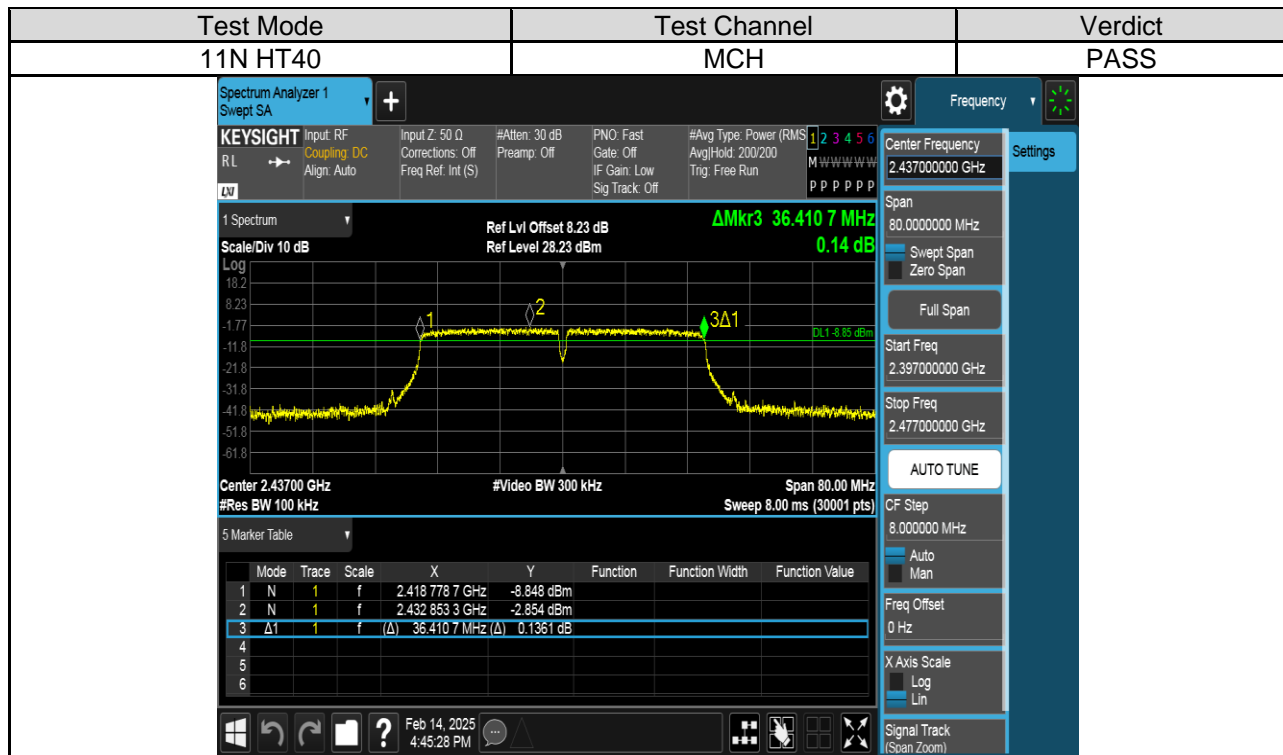 Test Mode Test Channel Verdict
11N HT40 MCH PASS
Spectrum Analyzer 1
Swept SA
+
Frequency
KEYSIGHT Input: RF Input Z: 50 Ω #Atten: 30 dB PNO: Fast #Avg Type: Power (RMS 1 2 3 4 5 6
RL Coupling: DC Corrections: Off Preamp: Off Gate: Off Avg|Hold: 200/200 M W W W W W
Align: Auto Freq Ref: Int (S) IF Gain: Low Trig: Free Run
LXI Sig Track: Off P P P P P P
1 Spectrum
Ref Lvl Offset 8.23 dB ΔMkr3 36.410 7 MHz
Scale/Div 10 dB Ref Level 28.23 dBm 0.14 dB
Log
18.2
8.23
-1.77
-11.8
-21.8
-31.8
-41.8
-51.8
-61.8
1
2
3Δ1
DL1 -8.85 dBm
Center 2.43700 GHz #Video BW 300 kHz Span 80.00 MHz
#Res BW 100 kHz Sweep 8.00 ms (30001 pts)
5 Marker Table
Mode Trace Scale X Y Function Function Width Function Value
1 N 1 f 2.418 778 7 GHz -8.848 dBm
2 N 1 f 2.432 853 3 GHz -2.854 dBm
3 Δ1 1 f (Δ) 36.410 7 MHz (Δ) 0.1361 dB
4
5
6
?
Feb 14, 2025
4:45:28 PM
Center Frequency
2.437000000 GHz
Settings
Span
80.0000000 MHz
Swept Span
Zero Span
Full Span
Start Freq
2.397000000 GHz
Stop Freq
2.477000000 GHz
AUTO TUNE
CF Step
8.000000 MHz
Auto
Man
Freq Offset
0 Hz
X Axis Scale
Log
Lin
Signal Track
(Span Zoom)